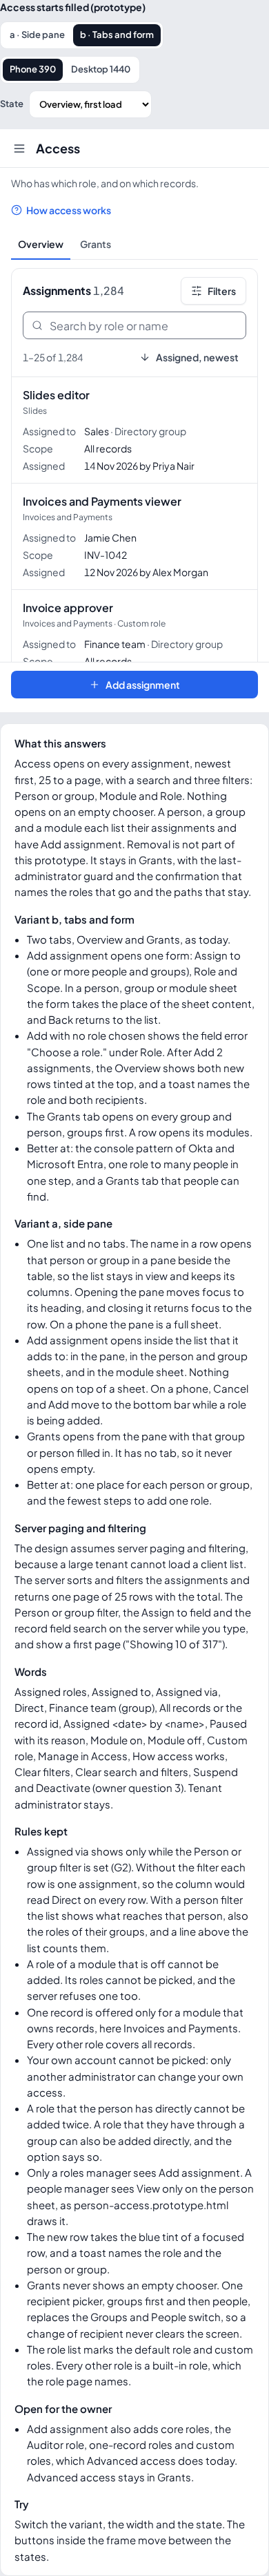 Access starts filled (prototype)
a · Side pane
b · Tabs and form
Phone 390
Desktop 1440
State
Overview, first load
Access
Who has which role, and on which records.
How access works
Overview
Grants
Assignments 1,284
Filters
Search by role or name
1–25 of 1,284
Assigned, newest
Slides editor
Slides
Assigned to Sales · Directory group
Scope All records
Assigned 14 Nov 2026 by Priya Nair
Invoices and Payments viewer
Invoices and Payments
Assigned to Jamie Chen
Scope INV-1042
Assigned 12 Nov 2026 by Alex Morgan
Invoice approver
Invoices and Payments · Custom role
Assigned to Finance team · Directory group
Scope All records
Add assignment
What this answers
Access opens on every assignment, newest
first, 25 to a page, with a search and three filters:
Person or group, Module and Role. Nothing
opens on an empty chooser. A person, a group
and a module each list their assignments and
have Add assignment. Removal is not part of
this prototype. It stays in Grants, with the last-
administrator guard and the confirmation that
names the roles that go and the paths that stay.
Variant b, tabs and form
• Two tabs, Overview and Grants, as today.
• Add assignment opens one form: Assign to
(one or more people and groups), Role and
Scope. In a person, group or module sheet
the form takes the place of the sheet content,
and Back returns to the list.
• Add with no role chosen shows the field error
"Choose a role." under Role. After Add 2
assignments, the Overview shows both new
rows tinted at the top, and a toast names the
role and both recipients.
• The Grants tab opens on every group and
person, groups first. A row opens its modules.
• Better at: the console pattern of Okta and
Microsoft Entra, one role to many people in
one step, and a Grants tab that people can
find.
Variant a, side pane
• One list and no tabs. The name in a row opens
that person or group in a pane beside the
table, so the list stays in view and keeps its
columns. Opening the pane moves focus to
its heading, and closing it returns focus to the
row. On a phone the pane is a full sheet.
• Add assignment opens inside the list that it
adds to: in the pane, in the person and group
sheets, and in the module sheet. Nothing
opens on top of a sheet. On a phone, Cancel
and Add move to the bottom bar while a role
is being added.
• Grants opens from the pane with that group
or person filled in. It has no tab, so it never
opens empty.
• Better at: one place for each person or group,
and the fewest steps to add one role.
Server paging and filtering
The design assumes server paging and filtering,
because a large tenant cannot load a client list.
The server sorts and filters the assignments and
returns one page of 25 rows with the total. The
Person or group filter, the Assign to field and the
record field search on the server while you type,
and show a first page ("Showing 10 of 317").
Words
Assigned roles, Assigned to, Assigned via,
Direct, Finance team (group), All records or the
record id, Assigned <date> by <name>, Paused
with its reason, Module on, Module off, Custom
role, Manage in Access, How access works,
Clear filters, Clear search and filters, Suspend
and Deactivate (owner question 3). Tenant
administrator stays.
Rules kept
• Assigned via shows only while the Person or
group filter is set (G2). Without the filter each
row is one assignment, so the column would
read Direct on every row. With a person filter
the list shows what reaches that person, also
the roles of their groups, and a line above the
list counts them.
• A role of a module that is off cannot be
added. Its roles cannot be picked, and the
server refuses one too.
• One record is offered only for a module that
owns records, here Invoices and Payments.
Every other role covers all records.
• Your own account cannot be picked: only
another administrator can change your own
access.
• A role that the person has directly cannot be
added twice. A role that they have through a
group can also be added directly, and the
option says so.
• Only a roles manager sees Add assignment. A
people manager sees View only on the person
sheet, as person-access.prototype.html
draws it.
• The new row takes the blue tint of a focused
row, and a toast names the role and the
person or group.
• Grants never shows an empty chooser. One
recipient picker, groups first and then people,
replaces the Groups and People switch, so a
change of recipient never clears the screen.
• The role list marks the default role and custom
roles. Every other role is a built-in role, which
the role page names.
Open for the owner
• Add assignment also adds core roles, the
Auditor role, one-record roles and custom
roles, which Advanced access does today.
Advanced access stays in Grants.
Try
Switch the variant, the width and the state. The
buttons inside the frame move between the
states.